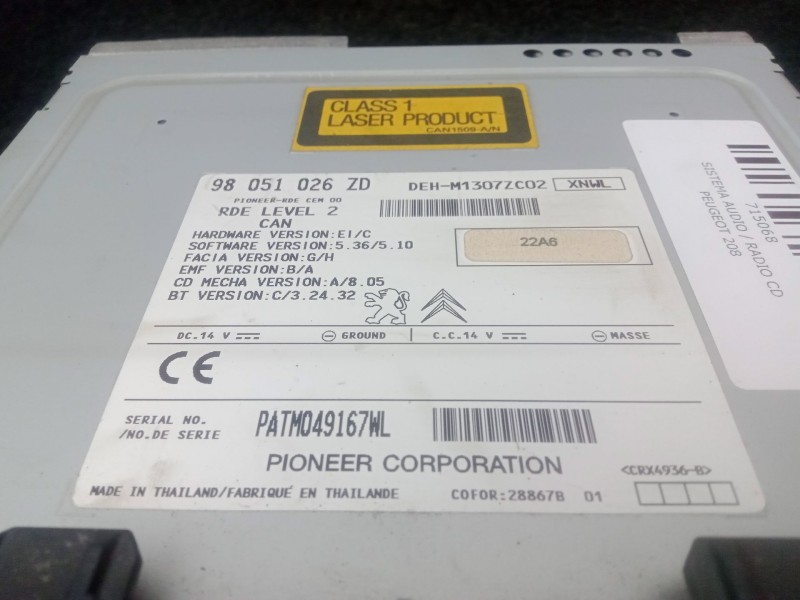 CLASS 1
LASER PRODUCT
CAN1509-A/N
98 051 026 ZD DEH-M1307ZC02 XNWL
PIONEER-RDE CEM 00
RDE LEVEL 2
CAN
HARDWARE VERSION:EI/C
SOFTWARE VERSION:5.36/5.10
FACIA VERSION:G/H
EMF VERSION:B/A
CD MECHA VERSION:A/8.05
BT VERSION:C/3.24.32
22A6
DC.14 V GROUND C.C.14 V MASSE
CE
SERIAL NO.
/NO.DE SERIE
PATM049167WL
PIONEER CORPORATION
<CRX4936-B>
MADE IN THAILAND/FABRIQUÉ EN THAILANDE COFOR:28867B 01
715068
SISTEMA AUDIO / RADIO CD
PEUGEOT 208